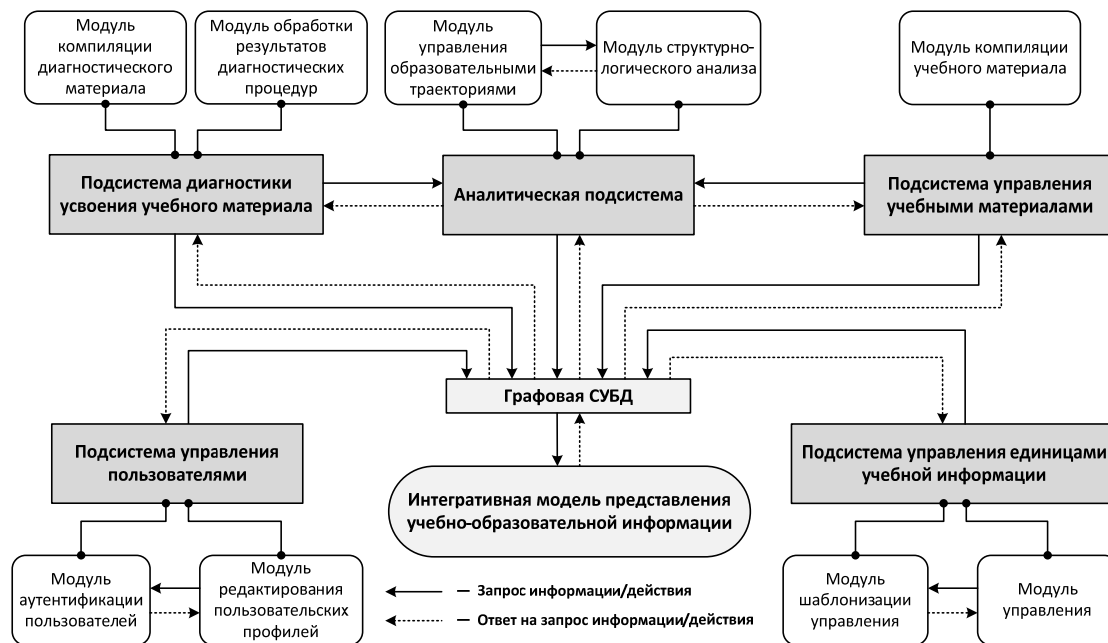 Модуль
компиляции
диагностического
материала
Модуль обработки
результатов
диагностических
процедур
Модуль
управления
образовательными
траекториями
Модуль структурно-
логического анализа
Модуль компиляции
учебного материала
Подсистема диагностики
усвоения учебного материала
Аналитическая подсистема
Подсистема управления
учебными материалами
Графовая СУБД
Подсистема управления
пользователями
Подсистема управления единицами
учебной информации
Интегративная модель представления
учебно-образовательной информации
Модуль
аутентификации
пользователей
Модуль
редактирования
пользовательских
профилей
Модуль
шаблонизации
управления
Модуль
управления
– Запрос информации/действия
– Ответ на запрос информации/действия